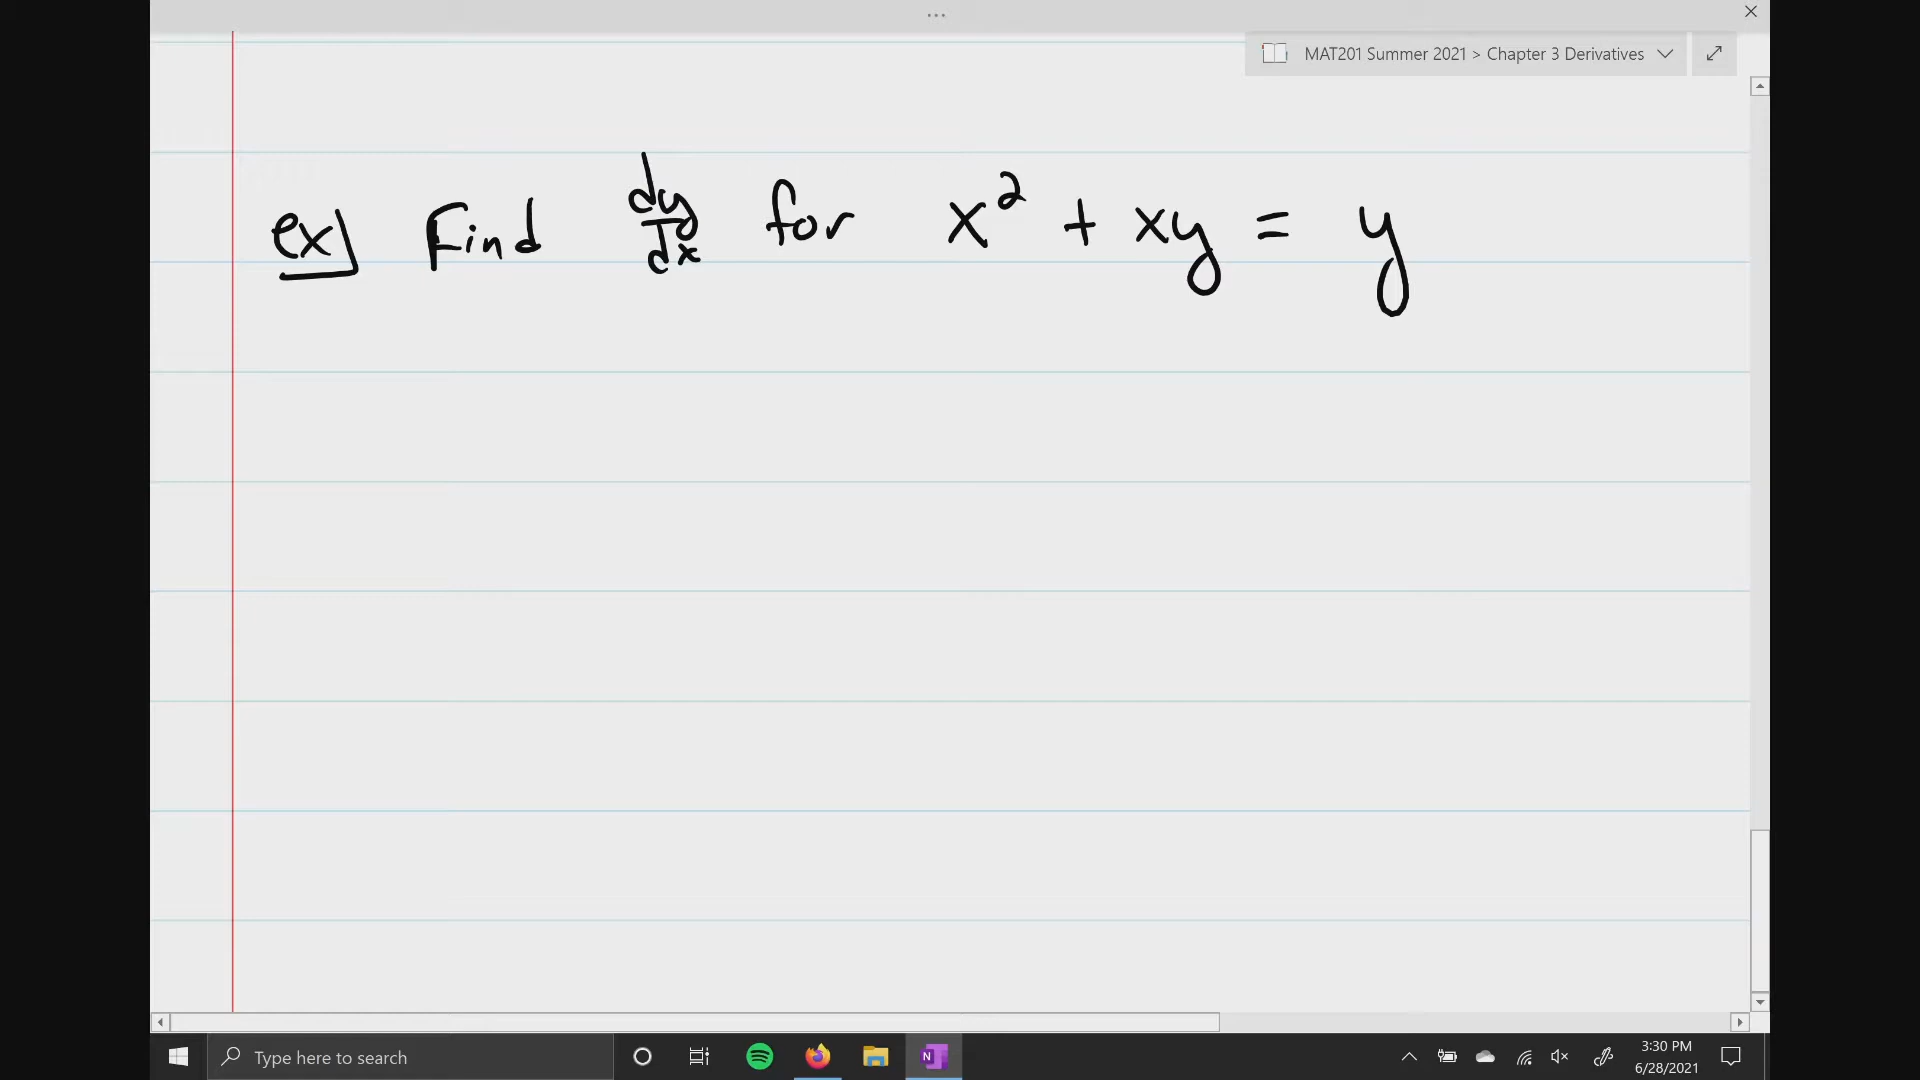 ...
MAT201 Summer 2021 > Chapter 3 Derivatives
ex) Find dy/dx for x² + xy = y
Type here to search
N
3:30 PM
6/28/2021